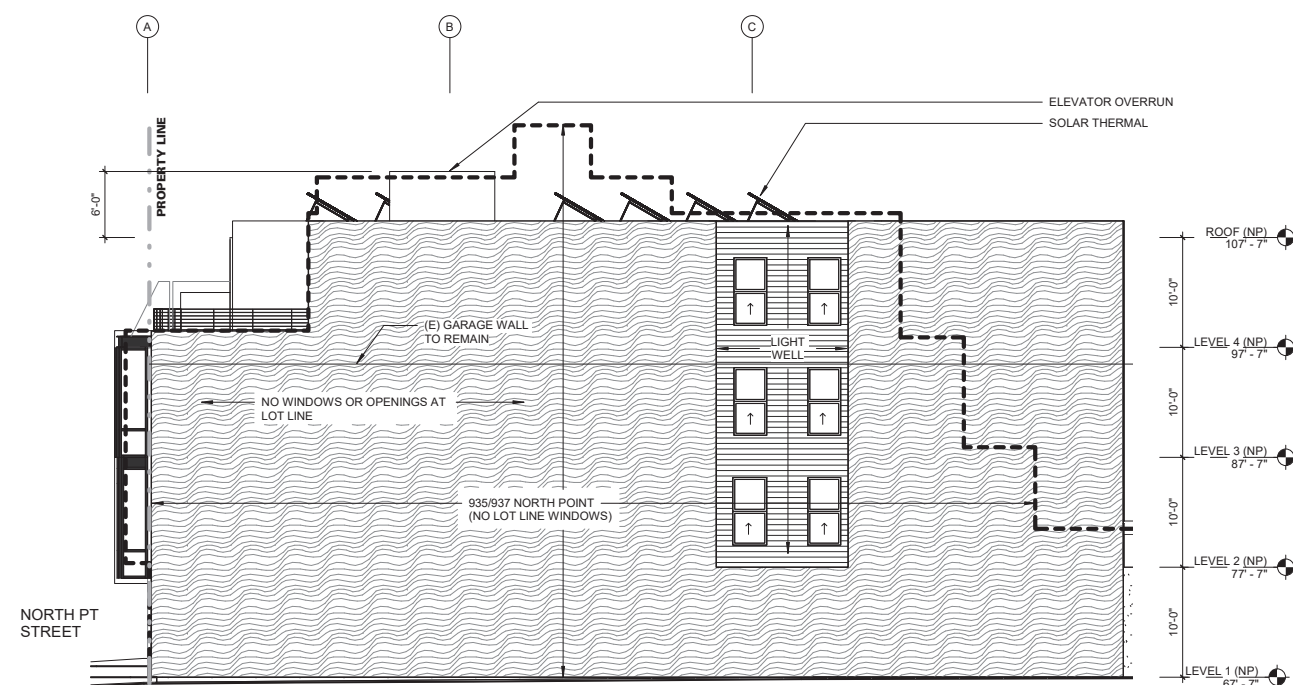 A
B
C
ELEVATOR OVERRUN
SOLAR THERMAL
PROPERTY LINE
6'-0"
ROOF (NP)
107' - 7"
10'-0"
(E) GARAGE WALL
TO REMAIN
LIGHT
WELL
LEVEL 4 (NP)
97' - 7"
NO WINDOWS OR OPENINGS AT
LOT LINE
10'-0"
LEVEL 3 (NP)
87' - 7"
935/937 NORTH POINT
(NO LOT LINE WINDOWS)
10'-0"
LEVEL 2 (NP)
77' - 7"
NORTH PT
STREET
10'-0"
LEVEL 1 (NP)
67' - 7"